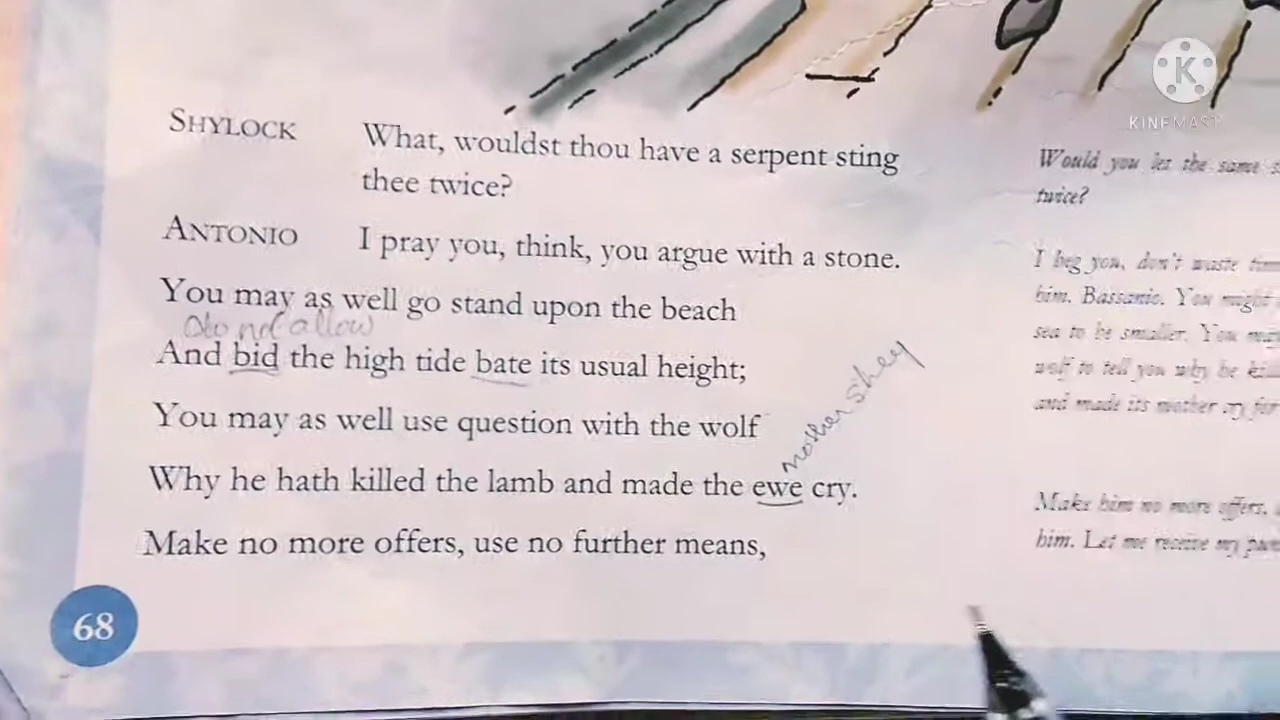 KINEMAST
SHYLOCK What, wouldst thou have a serpent sting
thee twice?
ANTONIO I pray you, think, you argue with a stone.
You may as well go stand upon the beach
do not allow
And bid the high tide bate its usual height;
You may as well use question with the wolf
mother sheep
Why he hath killed the lamb and made the ewe cry.
Make no more offers, use no further means,
68
Would you let the same
twice?
I beg you, don't waste
him. Bassanio. You might
sea to be smaller. You
wolf to tell you why he
and made its mother cry for
Make him no more offers,
him. Let me receive my